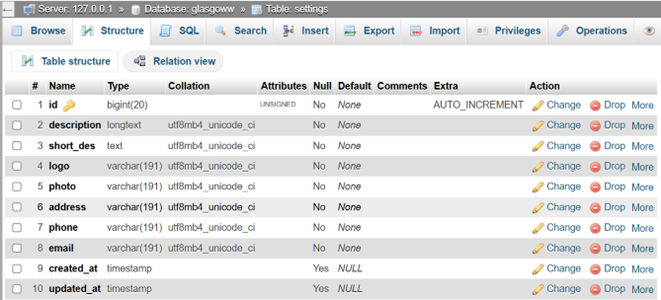 Server: 127.0.0.1 » Database: glasgoww » Table: settings
Browse Structure SQL Search Insert Export Import Privileges Operations
Table structure Relation view
# Name Type Collation Attributes Null Default Comments Extra Action
1 id bigint(20) UNSIGNED No None AUTO_INCREMENT Change Drop More
2 description longtext utf8mb4_unicode_ci No None Change Drop More
3 short_des text utf8mb4_unicode_ci No None Change Drop More
4 logo varchar(191) utf8mb4_unicode_ci No None Change Drop More
5 photo varchar(191) utf8mb4_unicode_ci No None Change Drop More
6 address varchar(191) utf8mb4_unicode_ci No None Change Drop More
7 phone varchar(191) utf8mb4_unicode_ci No None Change Drop More
8 email varchar(191) utf8mb4_unicode_ci No None Change Drop More
9 created_at timestamp Yes NULL Change Drop More
10 updated_at timestamp Yes NULL Change Drop More